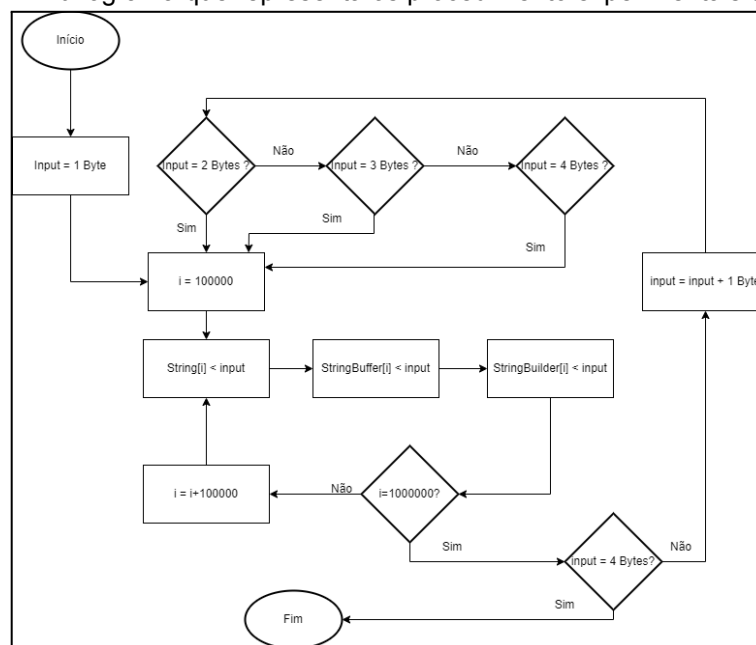 Início
Input = 1 Byte
Input = 2 Bytes ?
Não
Input = 3 Bytes ?
Não
Input = 4 Bytes ?
Sim
Sim
Sim
i = 100000
input = input + 1 Byte
String[i] < input
StringBuffer[i] < input
StringBuilder[i] < input
i = i+100000
Não
i=1000000?
Sim
input = 4 Bytes?
Não
Sim
Fim